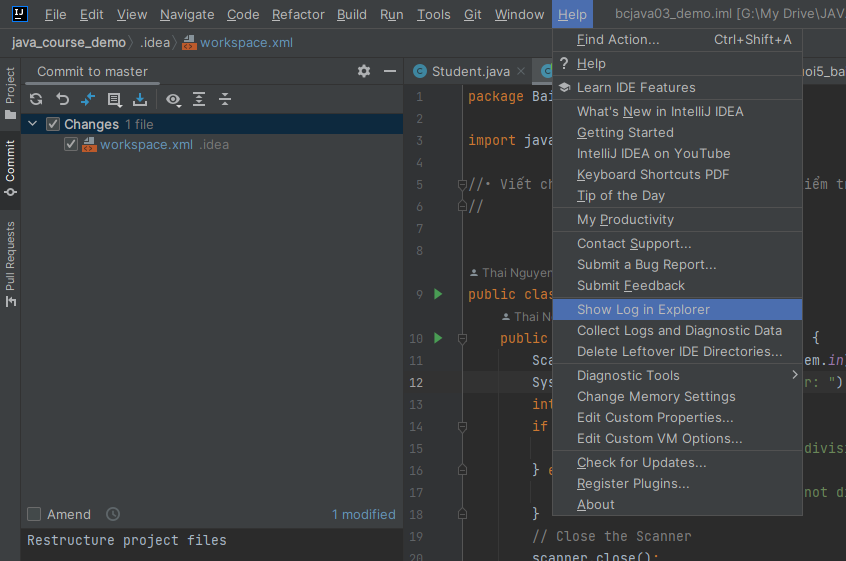 IJ
File Edit View Navigate Code Refactor Build Run Tools Git Window Help bcjava03_demo.iml [G:\My Drive\JAV
java_course_demo .idea workspace.xml
Project
Commit
Pull Requests
Commit to master
Changes 1 file
workspace.xml .idea
Amend 1 modified
Restructure project files
Student.java
uoi5_ba
Find Action... Ctrl+Shift+A
? Help
Learn IDE Features
What's New in IntelliJ IDEA
Getting Started
IntelliJ IDEA on YouTube
Keyboard Shortcuts PDF
Tip of the Day
My Productivity
Contact Support...
Submit a Bug Report...
Submit Feedback
Show Log in Explorer
Collect Logs and Diagnostic Data
Delete Leftover IDE Directories...
Diagnostic Tools
Change Memory Settings
Edit Custom Properties...
Edit Custom VM Options...
Check for Updates...
Register Plugins...
About
1 package Bai
2
3 import java
4
5 //• Viết ch iểm tr
6 //
7
8
Thai Nguyen
9 public clas
Thai N
10 public {
11 Sca em.in
12 Sys r: ")
13 int
14 if
15 divisi
16 } e
17 not di
18 }
19 // Close the Scanner
20 scanner.close();